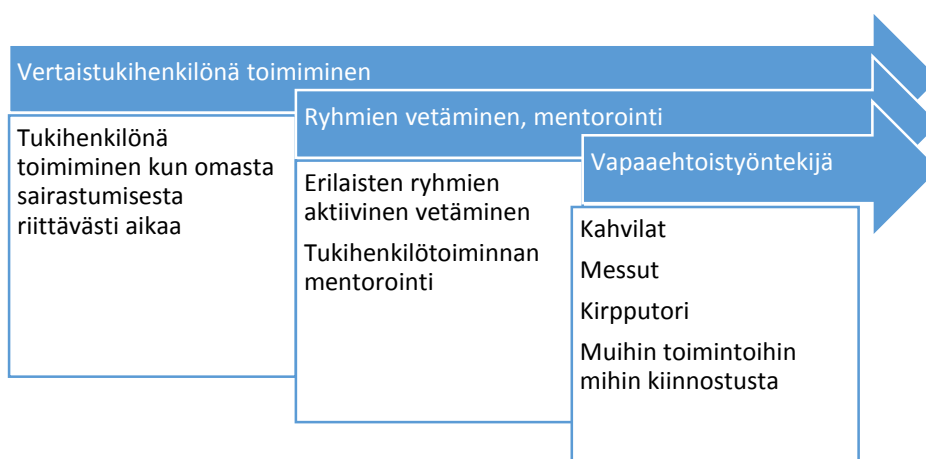 Vertaistukihenkilönä toimiminen
Tukihenkilönä
toimiminen kun omasta
sairastumisesta
riittävästi aikaa
Ryhmien vetäminen, mentorointi
Erilaisten ryhmien
aktiivinen vetäminen
Tukihenkilötoiminnan
mentorointi
Vapaaehtoistyöntekijä
Kahvilat
Messut
Kirpputori
Muihin toimintoihin
mihin kiinnostusta